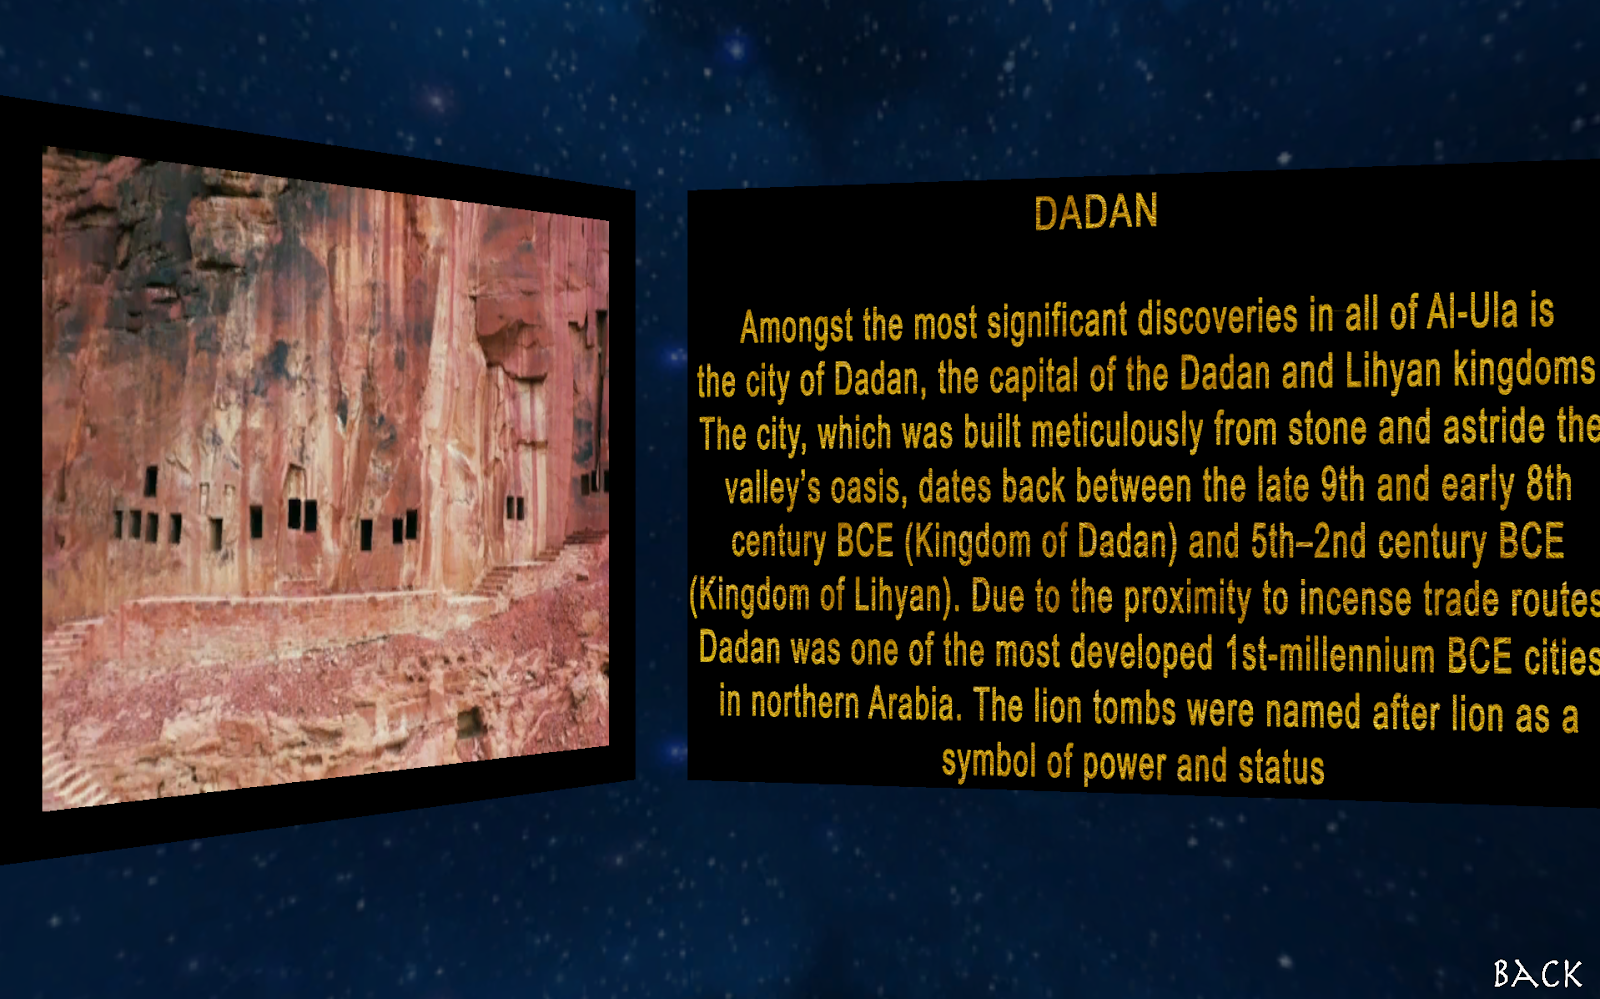 DADAN
Amongst the most significant discoveries in all of Al-Ula is
the city of Dadan, the capital of the Dadan and Lihyan kingdoms
The city, which was built meticulously from stone and astride the
valley's oasis, dates back between the late 9th and early 8th
century BCE (Kingdom of Dadan) and 5th–2nd century BCE
(Kingdom of Lihyan). Due to the proximity to incense trade routes
Dadan was one of the most developed 1st-millennium BCE cities
in northern Arabia. The lion tombs were named after lion as a
symbol of power and status
BACK